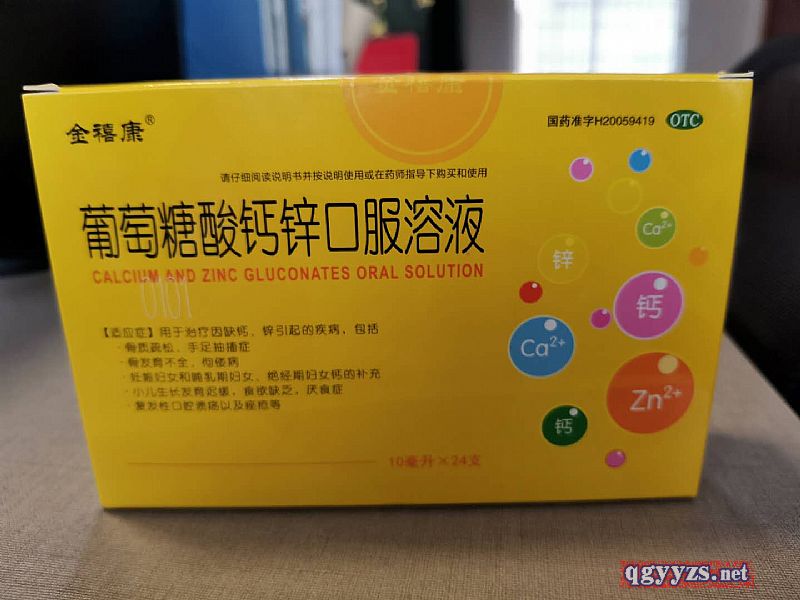 金禧康
金禧康®
国药准字H20059419 OTC
请仔细阅读说明书并按说明使用或在药师指导下购买和使用
葡萄糖酸钙锌口服溶液
CALCIUM AND ZINC GLUCONATES ORAL SOLUTION
0101
【适应症】用于治疗因缺钙、锌引起的疾病，包括
·骨质疏松、手足抽搐症
·骨发育不全、佝偻病
·妊娠妇女和哺乳期妇女、绝经期妇女钙的补充
·小儿生长发育迟缓，食欲缺乏，厌食症
·复发性口腔溃疡以及痤疮等
10毫升×24支
Ca²⁺
锌
钙
Ca²⁺
Zn²⁺
钙
qgyyzs.net